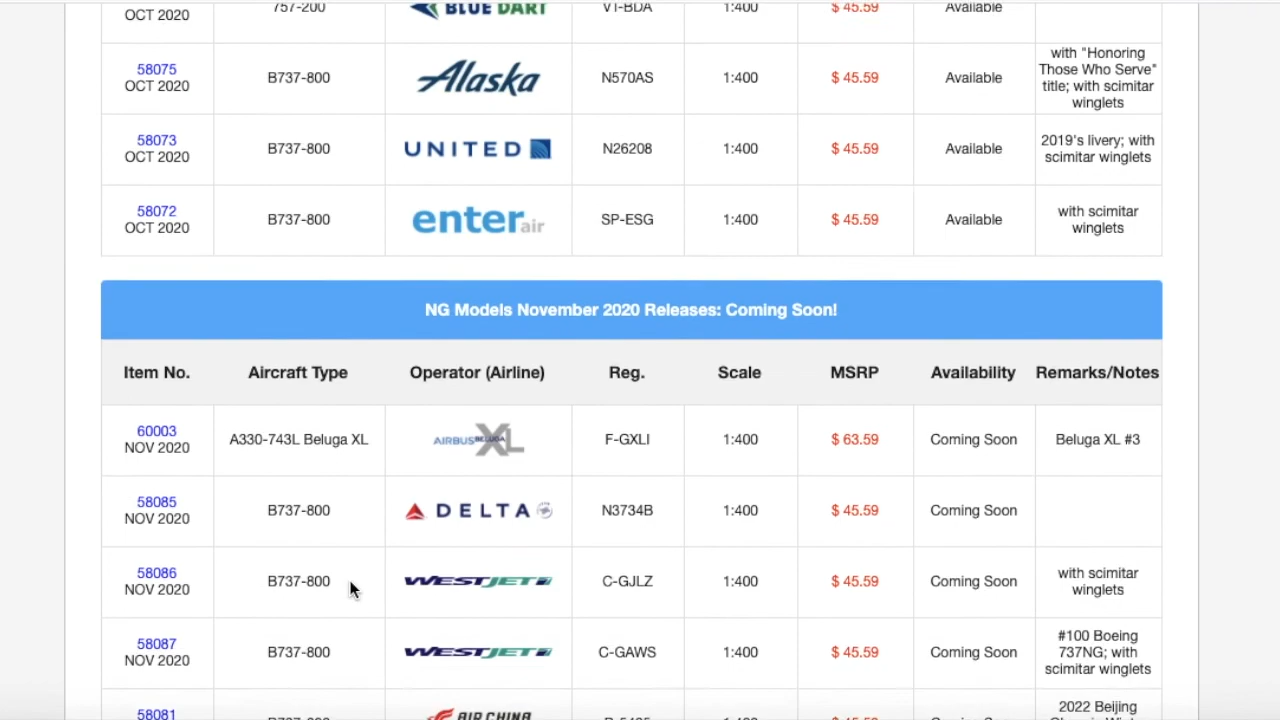 OCT 2020 757-200 BLUE DART VT-BDA 1:400 $ 45.59 Available
58075 OCT 2020 B737-800 Alaska N570AS 1:400 $ 45.59 Available with "Honoring Those Who Serve" title; with scimitar winglets
58073 OCT 2020 B737-800 UNITED N26208 1:400 $ 45.59 Available 2019's livery; with scimitar winglets
58072 OCT 2020 B737-800 enter air SP-ESG 1:400 $ 45.59 Available with scimitar winglets
NG Models November 2020 Releases: Coming Soon!
Item No. Aircraft Type Operator (Airline) Reg. Scale MSRP Availability Remarks/Notes
60003 NOV 2020 A330-743L Beluga XL AIRBUS BELUGA XL F-GXLI 1:400 $ 63.59 Coming Soon Beluga XL #3
58085 NOV 2020 B737-800 DELTA N3734B 1:400 $ 45.59 Coming Soon
58086 NOV 2020 B737-800 WESTJET C-GJLZ 1:400 $ 45.59 Coming Soon with scimitar winglets
58087 NOV 2020 B737-800 WESTJET C-GAWS 1:400 $ 45.59 Coming Soon #100 Boeing 737NG; with scimitar winglets
58081 AIR CHINA 2022 Beijing